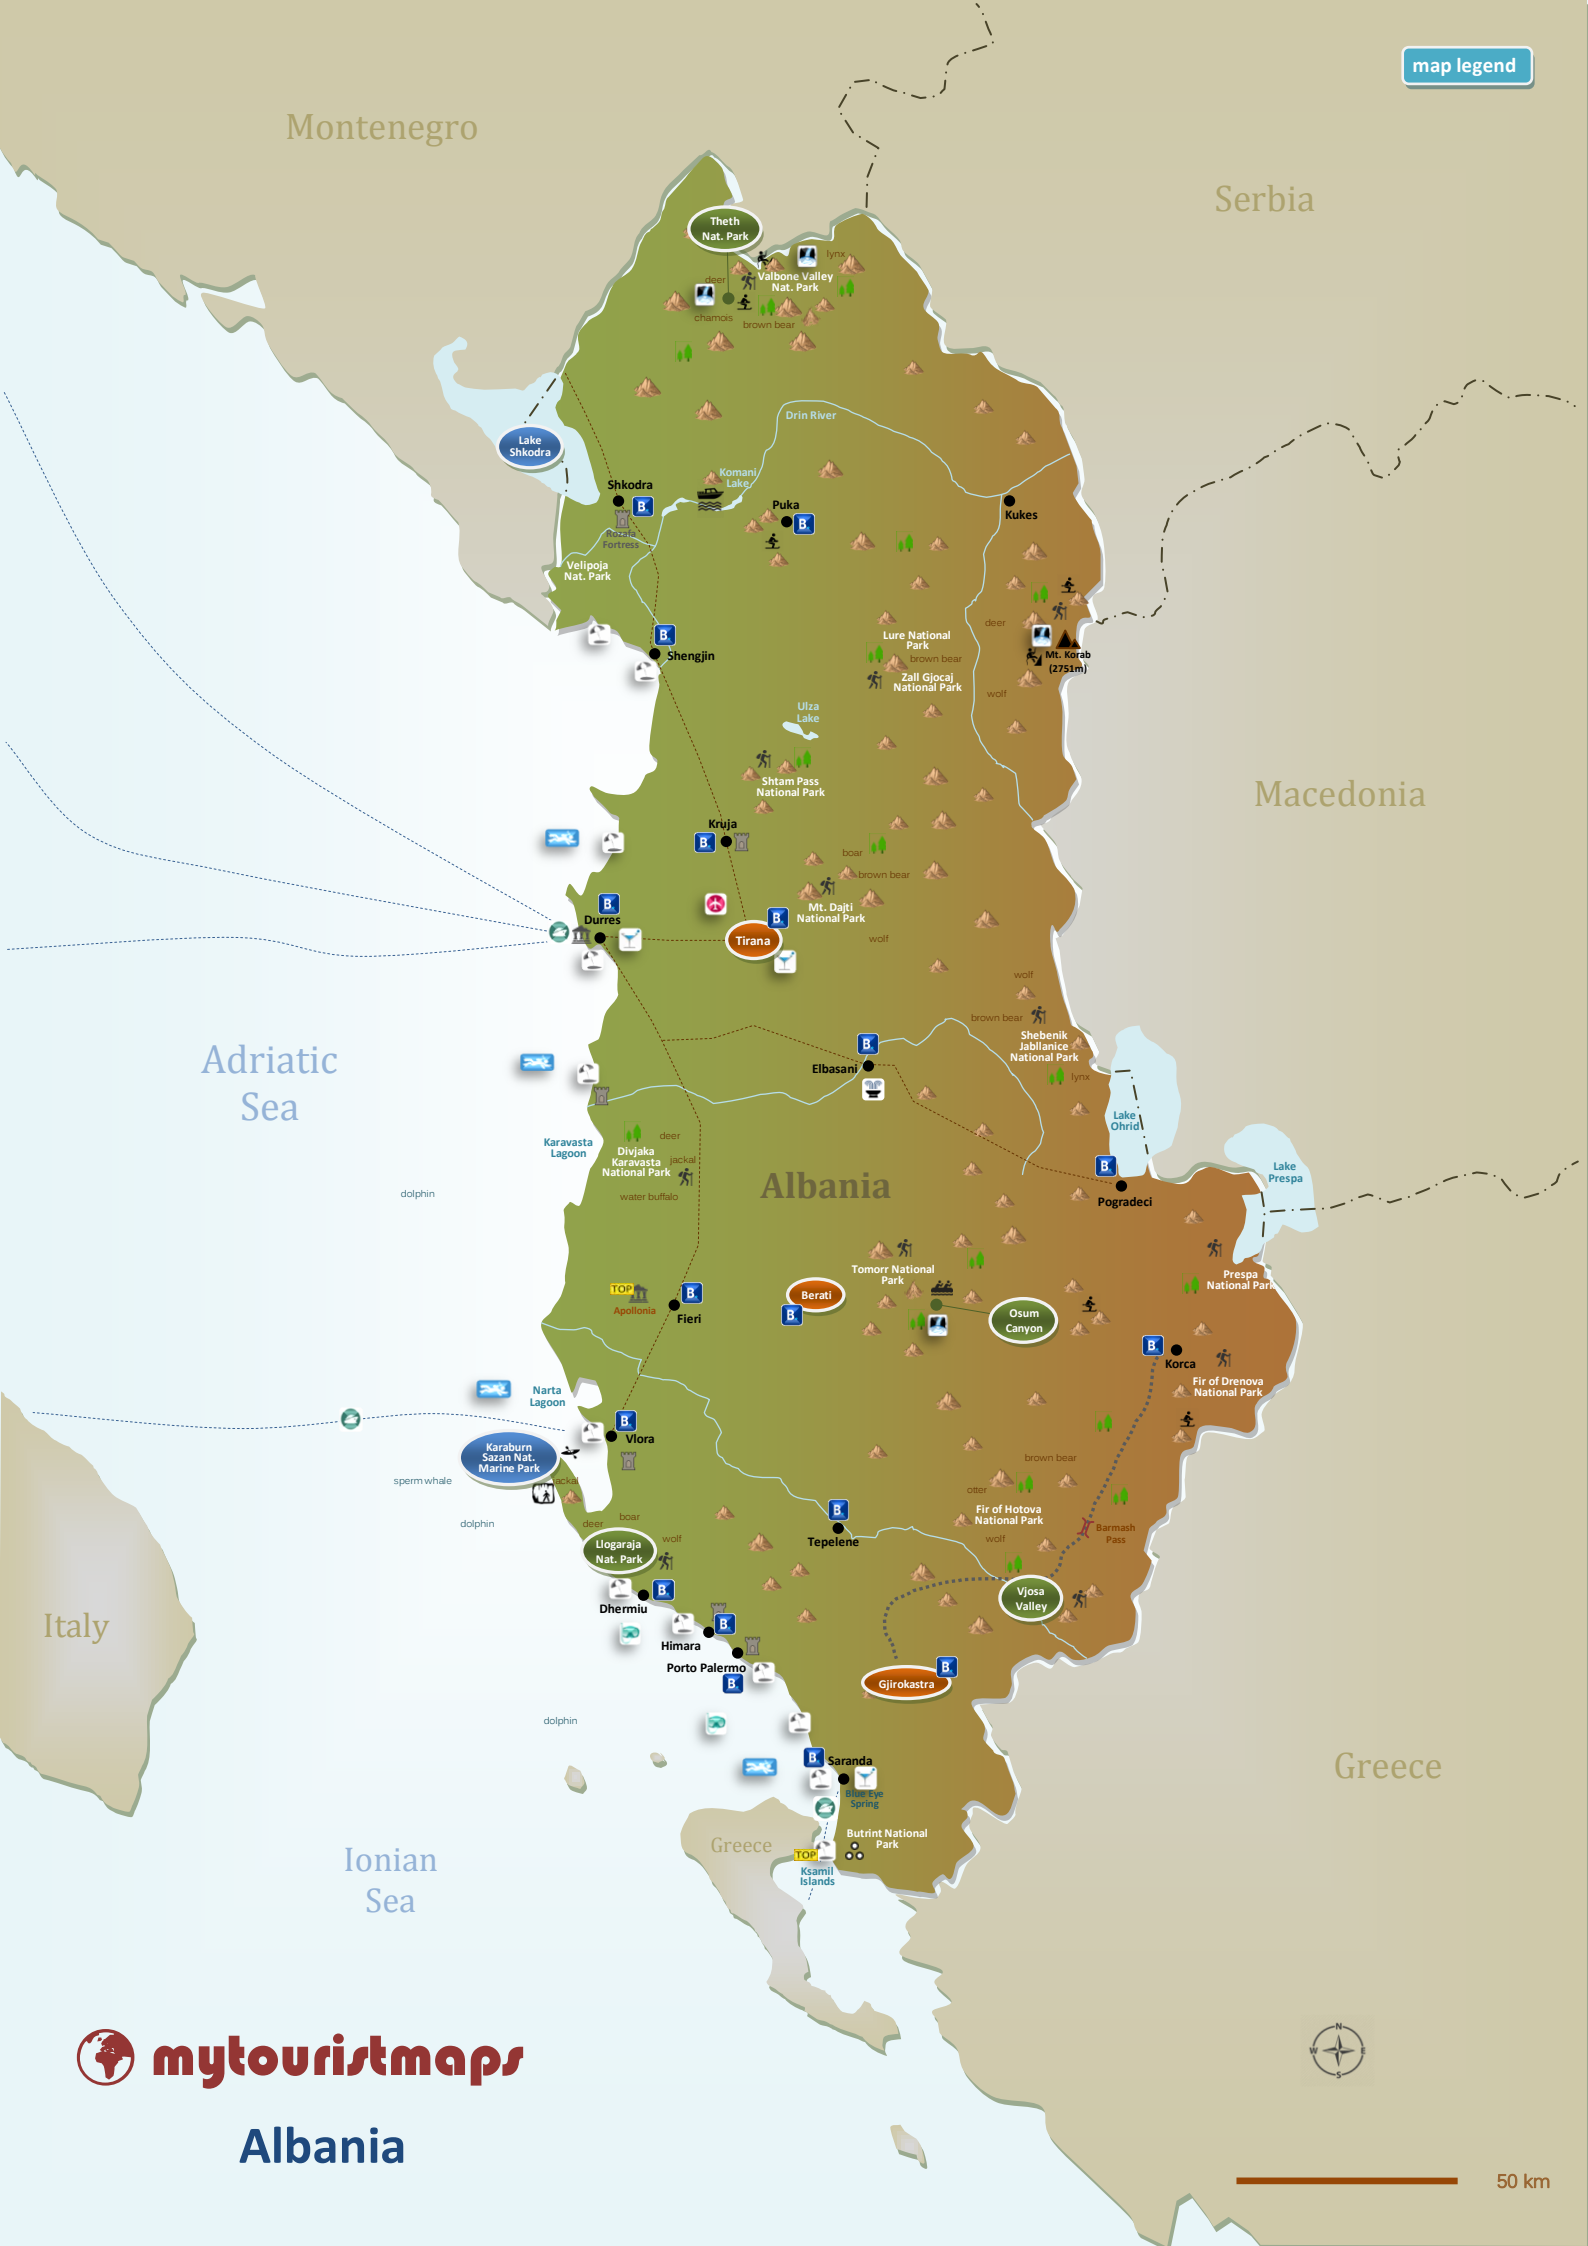 map legend
Montenegro
Serbia
Theth
Nat. Park
lynx
Valbone Valley
Nat. Park
deer
chamois
brown bear
Drin River
Lake
Shkodra
Komani
Lake
Shkodra
B.
Puka
B.
Kukes
Rozafa
Fortress
Velipoja
Nat. Park
deer
B.
Shengjin
Lure National
Park
brown bear
Mt. Korab
(2751m)
Zall Gjocaj
National Park
wolf
Ulza
Lake
Shtam Pass
National Park
Macedonia
Kruja
B.
boar
brown bear
B.
Durres
Mt. Dajti
National Park
B.
Tirana
wolf
wolf
brown bear
Shebenik
Jabllanice
National Park
Adriatic
Sea
B.
Elbasani
lynx
Lake
Ohrid
Karavasta
Lagoon
deer
Divjaka
Karavasta
National Park
jackal
water buffalo
dolphin
Albania
B.
Pogradeci
Lake
Prespa
Tomorr National
Park
Prespa
National Park
TOP
Apollonia
B.
Fieri
Berati
B.
Osum
Canyon
B.
Korca
Fir of Drenova
National Park
Narta
Lagoon
B.
Vlora
Karaburn
Sazan Nat.
Marine Park
sperm whale
jackal
dolphin
deer
boar
wolf
brown bear
otter
Fir of Hotova
National Park
wolf
Barmash
Pass
B.
Tepelene
Llogaraja
Nat. Park
B.
Dhermiu
Vjosa
Valley
Italy
B.
Himara
Porto Palermo
B.
B.
Gjirokastra
dolphin
B.
Saranda
Blue Eye
Spring
Greece
Greece
Butrint National
Park
TOP
Ksamil
Islands
Ionian
Sea
N
W
E
S
mytouristmaps
Albania
50 km